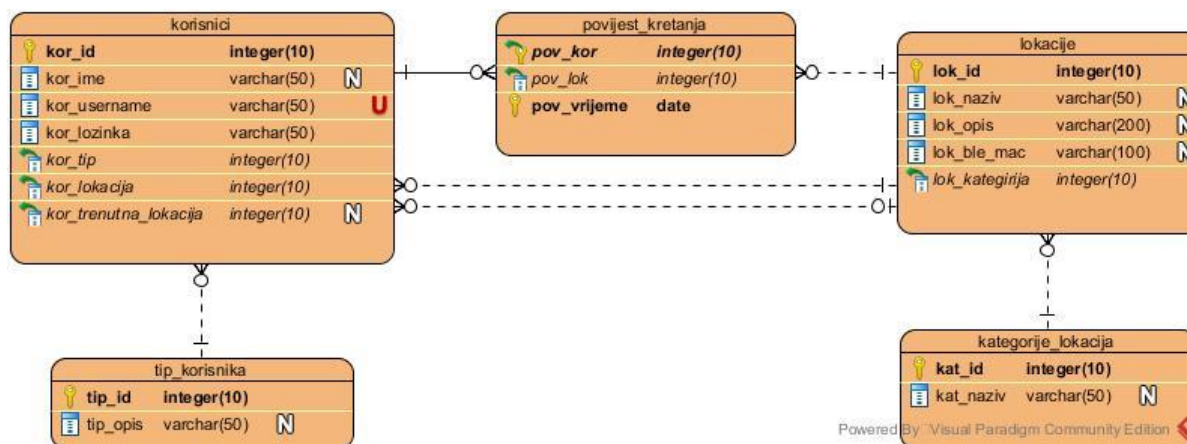 korisnici
kor_id integer(10)
kor_ime varchar(50) N
kor_username varchar(50) U
kor_lozinka varchar(50)
kor_tip integer(10)
kor_lokacija integer(10)
kor_trenutna_lokacija integer(10) N
povijest_kretanja
pov_kor integer(10)
pov_lok integer(10)
pov_vrijeme date
lokacije
lok_id integer(10)
lok_naziv varchar(50) N
lok_opis varchar(200) N
lok_ble_mac varchar(100) N
lok_kategirija integer(10)
tip_korisnika
tip_id integer(10)
tip_opis varchar(50) N
kategorije_lokacija
kat_id integer(10)
kat_naziv varchar(50) N
Powered By Visual Paradigm Community Edition